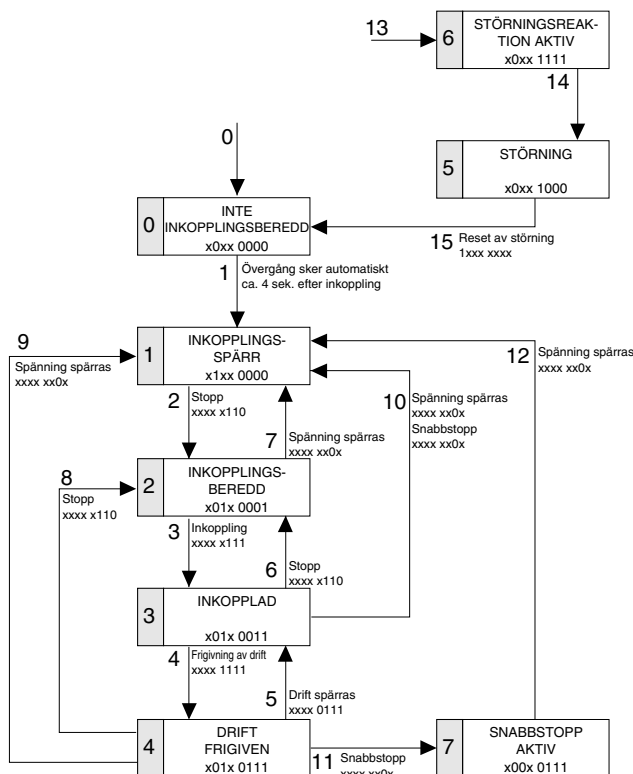 13
6
STÖRNINGSREAK-
TION AKTIV
x0xx 1111
14
5
STÖRNING
x0xx 1000
0
0
INTE
INKOPPLINGSBEREDD
x0xx 0000
15 Reset av störning
1xxx xxxx
1 Övergång sker automatiskt
ca. 4 sek. efter inkoppling
9
Spänning spärras
xxxx xx0x
1
INKOPPLINGS-
SPÄRR
x1xx 0000
12 Spänning spärras
xxxx xx0x
2 Stopp
xxxx x110
7 Spänning spärras
xxxx xx0x
10 Spänning spärras
xxxx xx0x
Snabbstopp
xxxx xx0x
8
Stopp
xxxx x110
2
INKOPPLINGS-
BEREDD
x01x 0001
3 Inkoppling
xxxx x111
6 Stopp
xxxx x110
3
INKOPPLAD
x01x 0011
4 Frigivning av drift
xxxx 1111
5 Drift spärras
xxxx 0111
4
DRIFT
FRIGIVEN
x01x 0111
11 Snabbstopp
xxxx xx0x
7
SNABBSTOPP
AKTIV
x00x 0111